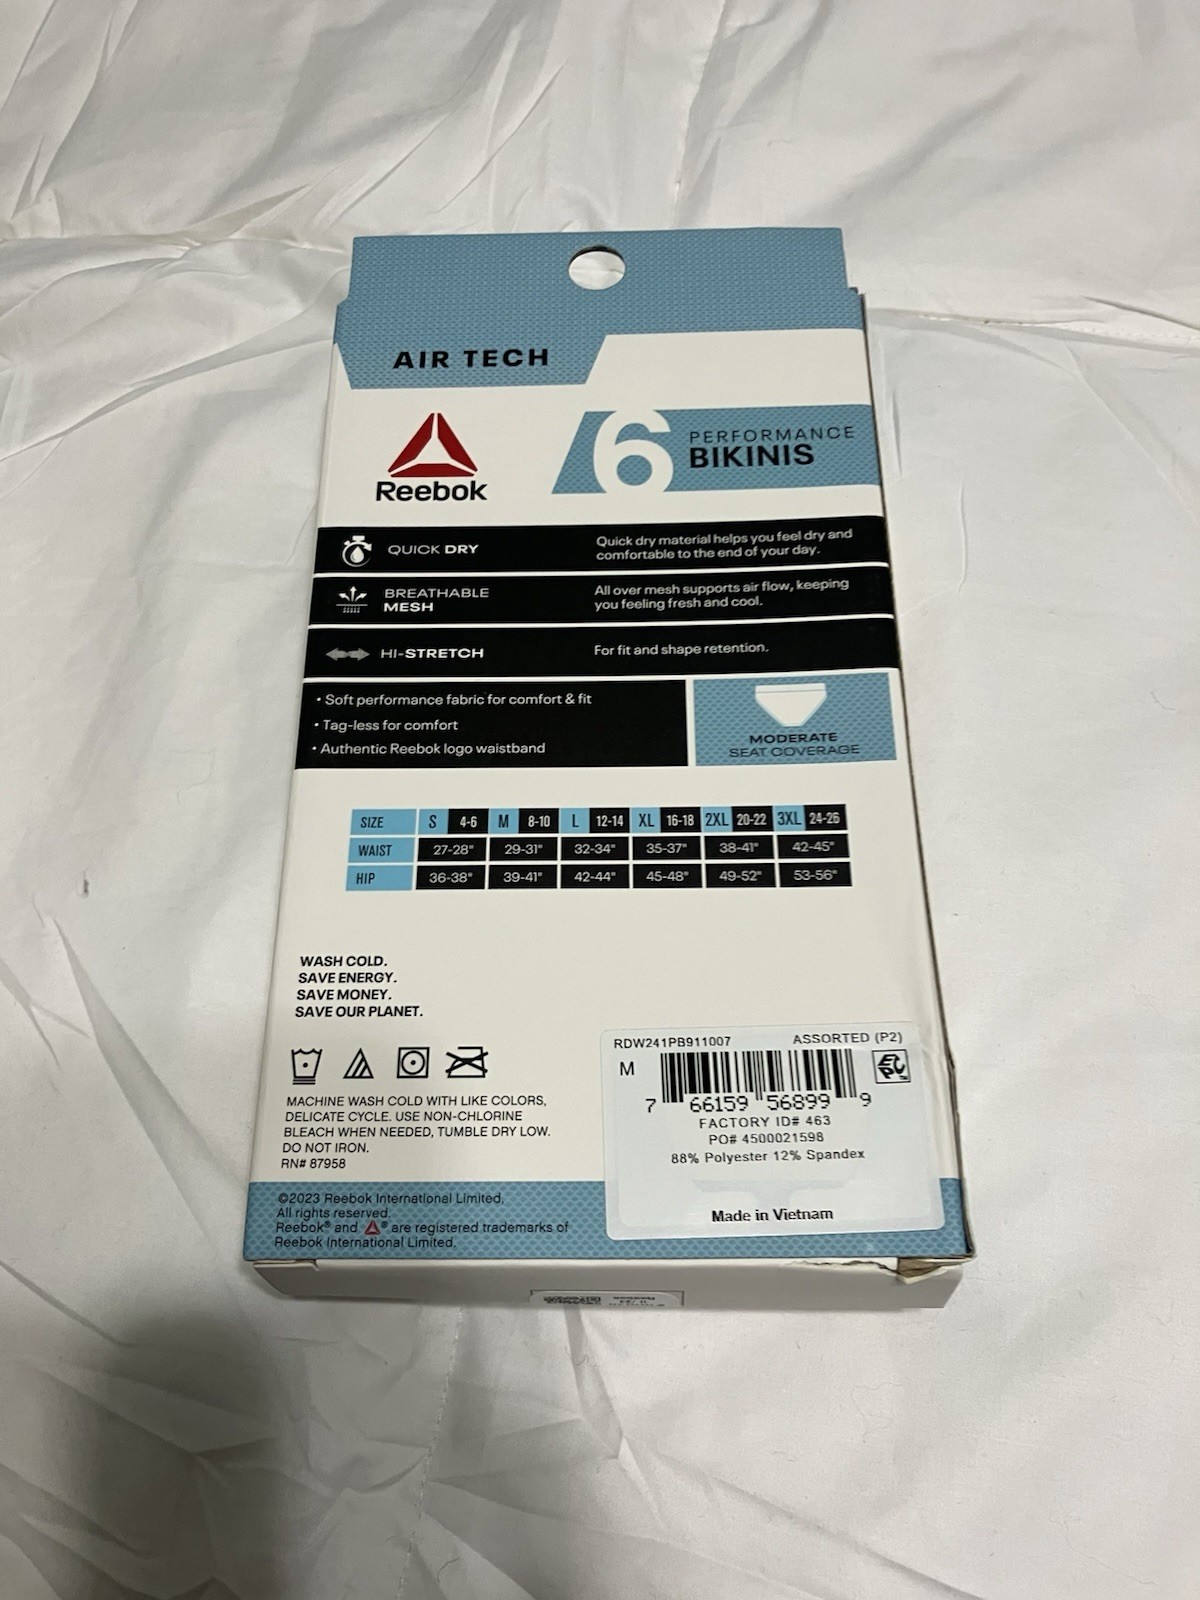 AIR TECH
Reebok
6 PERFORMANCE
BIKINIS
QUICK DRY
Quick dry material helps you feel dry and
comfortable to the end of your day.
BREATHABLE
MESH
All over mesh supports air flow, keeping
you feeling fresh and cool.
HI-STRETCH
For fit and shape retention.
• Soft performance fabric for comfort & fit
• Tag-less for comfort
• Authentic Reebok logo waistband
MODERATE
SEAT COVERAGE
SIZE S 4-6 M 8-10 L 12-14 XL 16-18 2XL 20-22 3XL 24-26
WAIST 27-28" 29-31" 32-34" 35-37" 38-41" 42-45"
HIP 36-38" 39-41" 42-44" 45-48" 49-52" 53-56"
WASH COLD.
SAVE ENERGY.
SAVE MONEY.
SAVE OUR PLANET.
MACHINE WASH COLD WITH LIKE COLORS,
DELICATE CYCLE. USE NON-CHLORINE
BLEACH WHEN NEEDED, TUMBLE DRY LOW.
DO NOT IRON.
RN# 87958
RDW241PB911007 ASSORTED (P2)
M
7 66159 56899 9
FACTORY ID# 463
PO# 4500021598
88% Polyester 12% Spandex
Made in Vietnam
©2023 Reebok International Limited,
All rights reserved.
Reebok® and ® are registered trademarks of
Reebok International Limited.